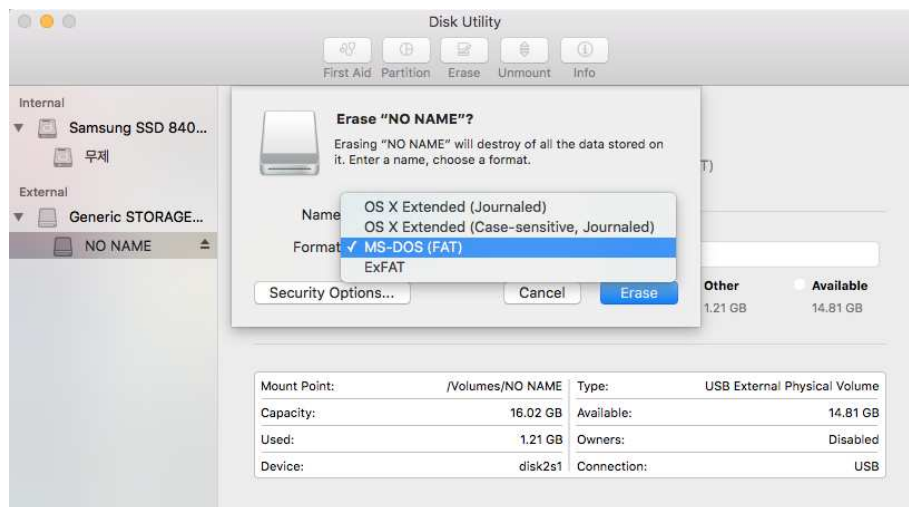 Disk Utility
First Aid Partition Erase Unmount Info
Internal
Samsung SSD 840...
무제
External
Generic STORAGE...
NO NAME
Erase “NO NAME”?
Erasing “NO NAME” will destroy of all the data stored on
it. Enter a name, choose a format.
T)
Name
OS X Extended (Journaled)
OS X Extended (Case-sensitive, Journaled)
Format ✓ MS-DOS (FAT)
ExFAT
Security Options... Cancel Erase
Other Available
1.21 GB 14.81 GB
Mount Point: /Volumes/NO NAME Type: USB External Physical Volume
Capacity: 16.02 GB Available: 14.81 GB
Used: 1.21 GB Owners: Disabled
Device: disk2s1 Connection: USB